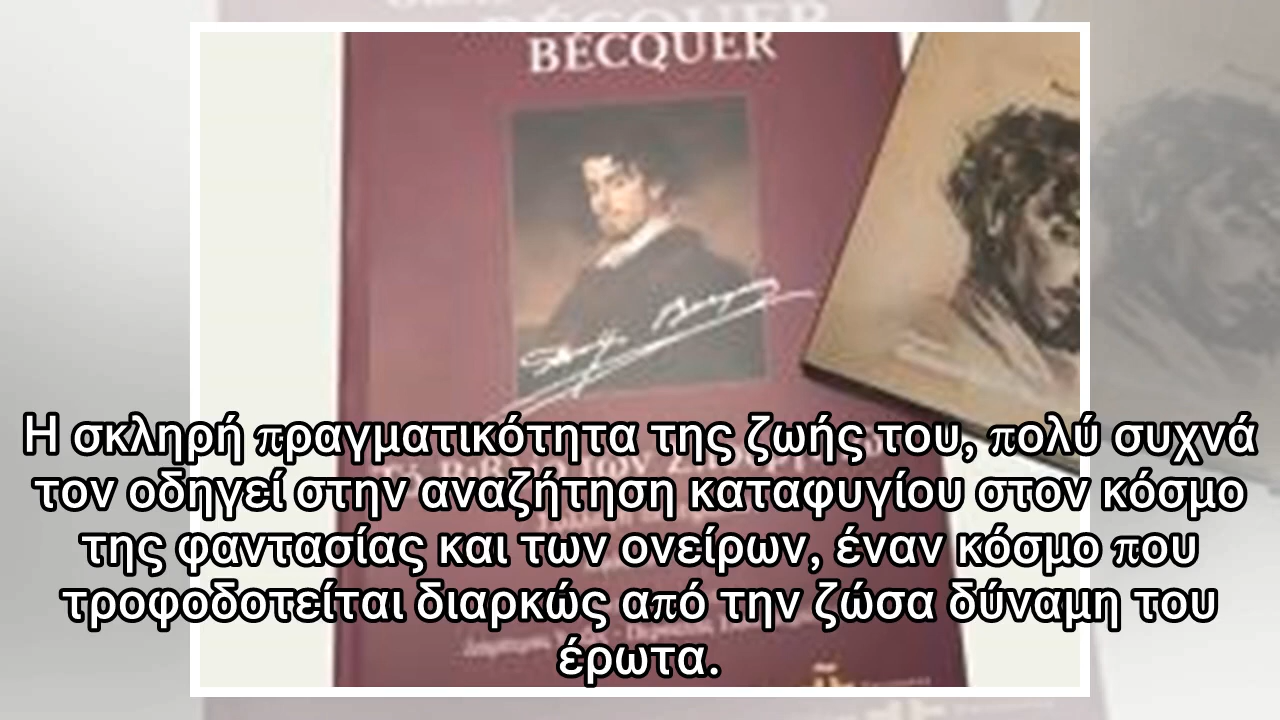 BÉCQUER
Η σκληρή πραγματικότητα της ζωής του, πολύ συχνά
τον οδηγεί στην αναζήτηση καταφυγίου στον κόσμο
της φαντασίας και των ονείρων, έναν κόσμο που
τροφοδοτείται διαρκώς από την ζώσα δύναμη του
έρωτα.